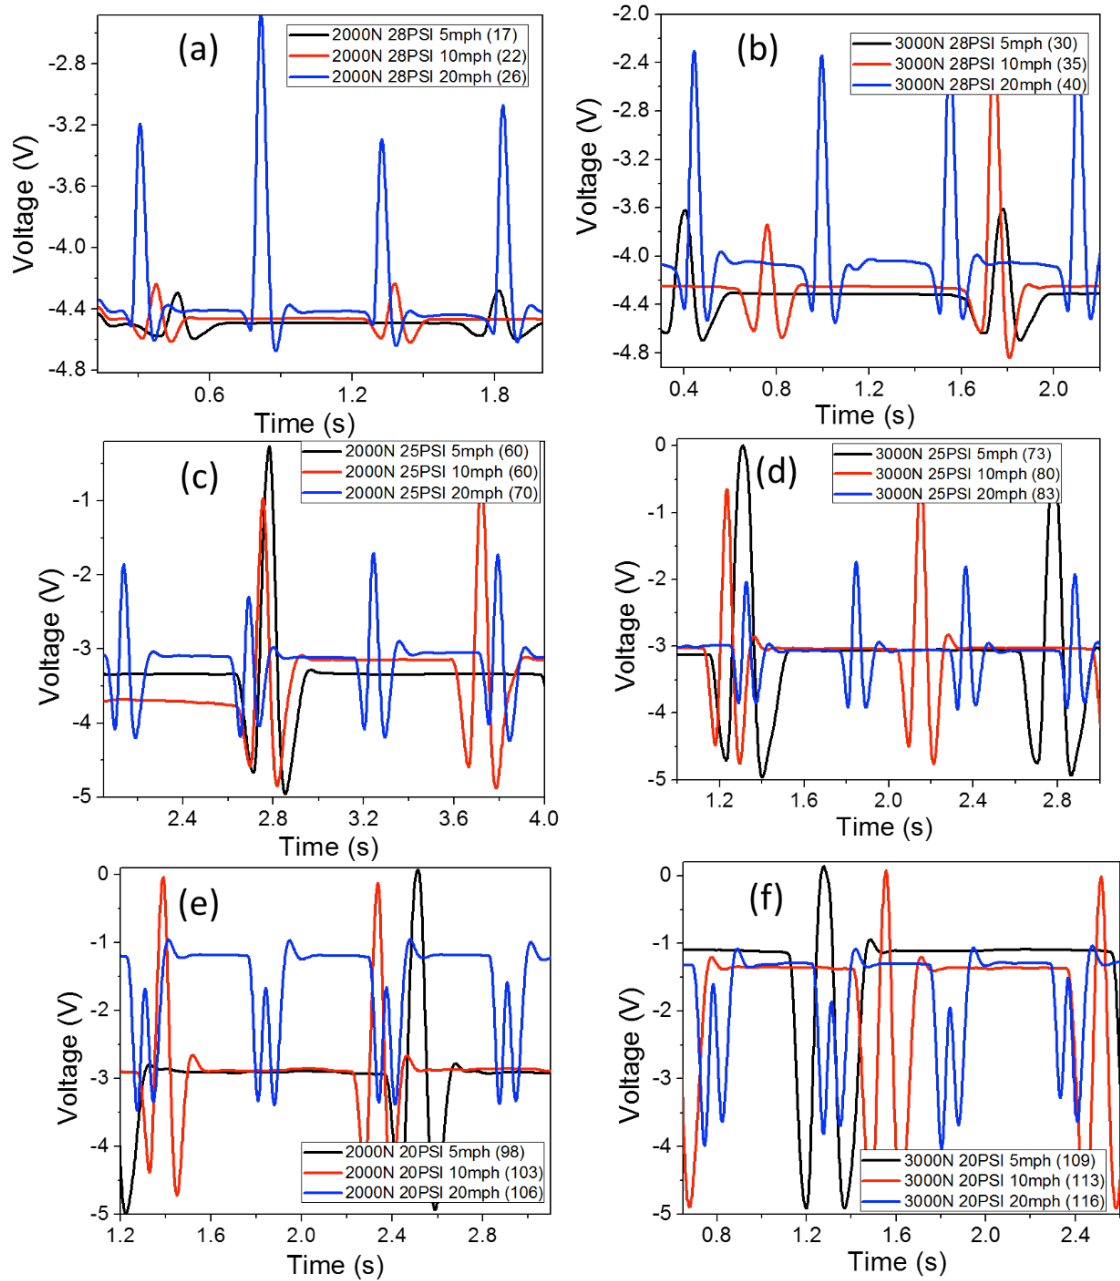 (a)
2000N 28PSI 5mph (17)
2000N 28PSI 10mph (22)
2000N 28PSI 20mph (26)
-2.8
-3.2
-3.6
-4.0
-4.4
-4.8
Voltage (V)
0.6
1.2
1.8
Time (s)
(b)
3000N 28PSI 5mph (30)
3000N 28PSI 10mph (35)
3000N 28PSI 20mph (40)
-2.0
-2.4
-2.8
-3.2
-3.6
-4.0
-4.4
-4.8
Voltage (V)
0.4
0.8
1.2
1.6
2.0
Time (s)
(c)
2000N 25PSI 5mph (60)
2000N 25PSI 10mph (60)
2000N 25PSI 20mph (70)
-1
-2
-3
-4
-5
Voltage (V)
2.4
2.8
3.2
3.6
4.0
Time (s)
(d)
3000N 25PSI 5mph (73)
3000N 25PSI 10mph (80)
3000N 25PSI 20mph (83)
0
-1
-2
-3
-4
-5
Voltage (V)
1.2
1.6
2.0
2.4
2.8
Time (s)
(e)
2000N 20PSI 5mph (98)
2000N 20PSI 10mph (103)
2000N 20PSI 20mph (106)
0
-1
-2
-3
-4
-5
Voltage (V)
1.2
1.6
2.0
2.4
2.8
Time (s)
(f)
3000N 20PSI 5mph (109)
3000N 20PSI 10mph (113)
3000N 20PSI 20mph (116)
0
-1
-2
-3
-4
-5
Voltage (V)
0.8
1.2
1.6
2.0
2.4
Time (s)